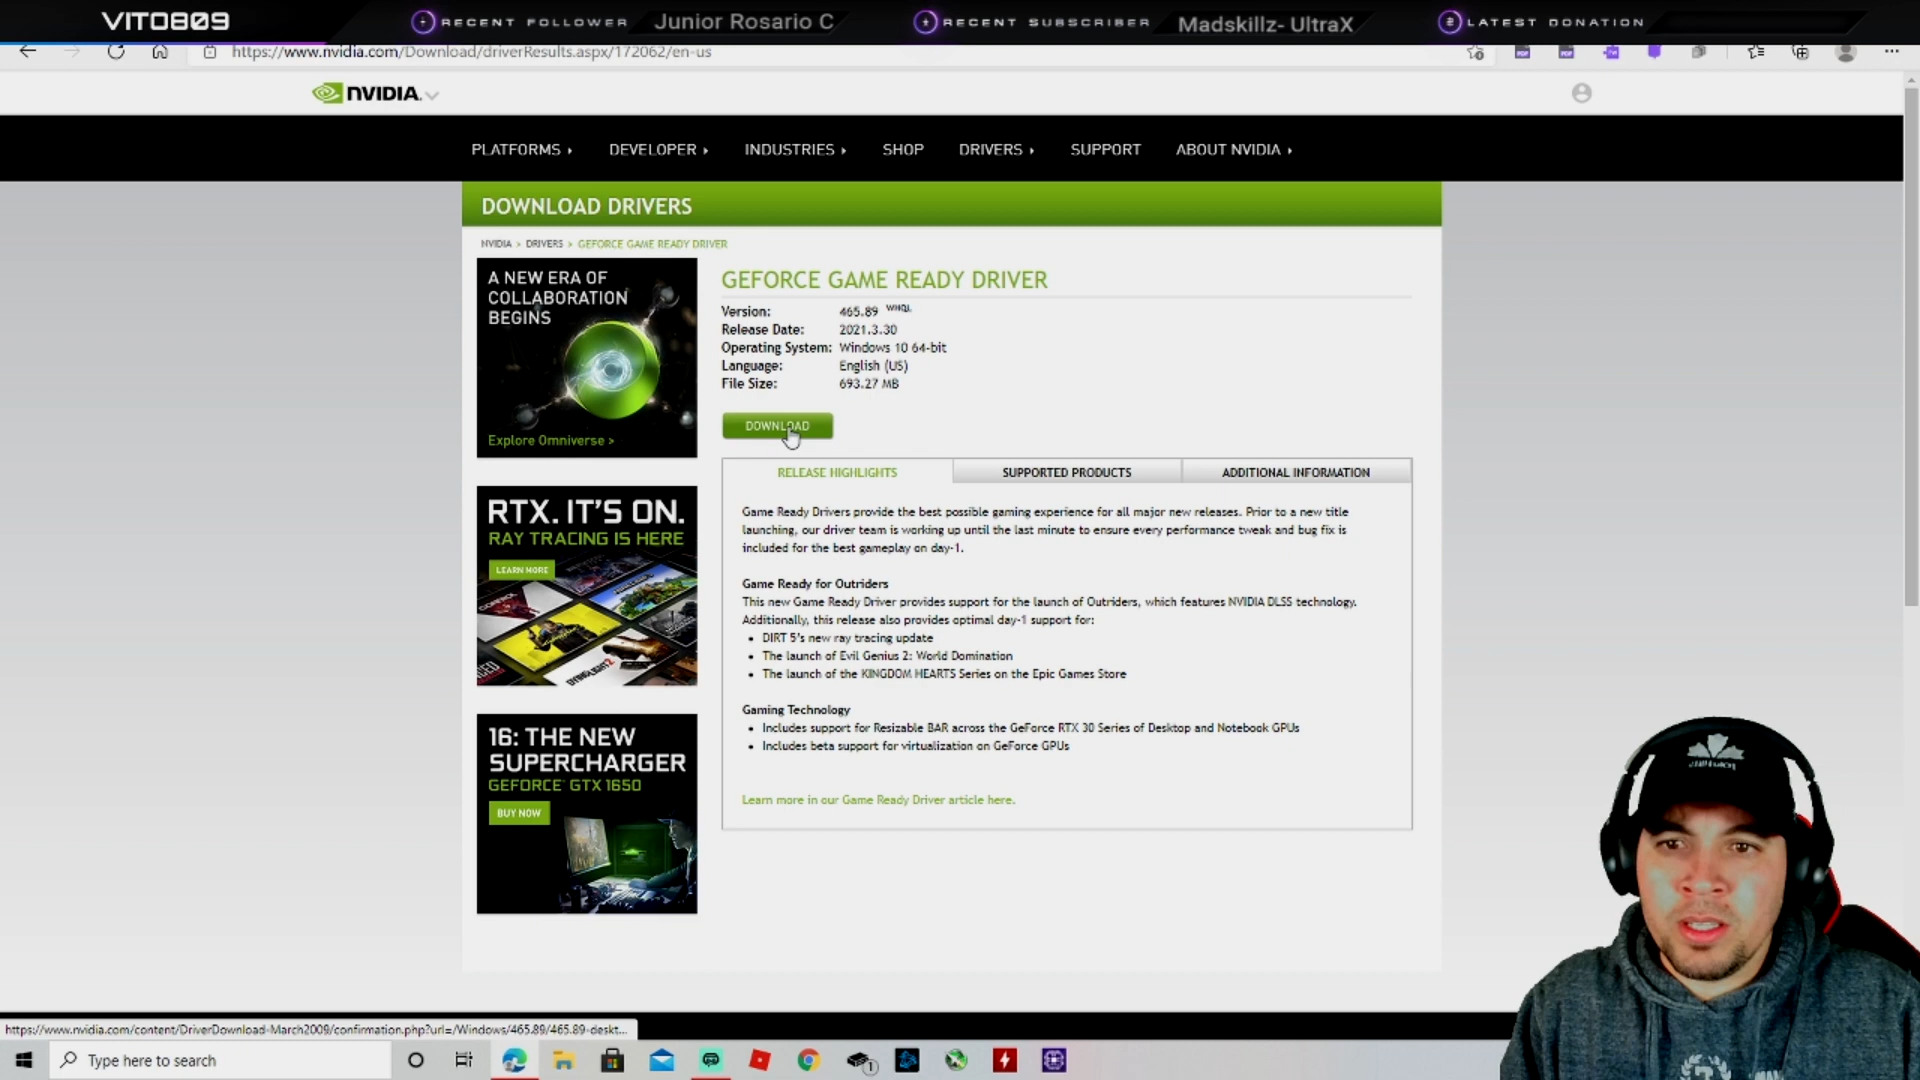 VITO809
RECENT FOLLOWER Junior Rosario C
RECENT SUBSCRIBER Madskillz- UltraX
LATEST DONATION
https://www.nvidia.com/Download/driverResults.aspx/172062/en-us
NVIDIA.
PLATFORMS
DEVELOPER
INDUSTRIES
SHOP
DRIVERS
SUPPORT
ABOUT NVIDIA
DOWNLOAD DRIVERS
NVIDIA > DRIVERS > GEFORCE GAME READY DRIVER
A NEW ERA OF
COLLABORATION
BEGINS
Explore Omniverse >
RTX. IT'S ON.
RAY TRACING IS HERE
LEARN MORE
CONTROL
DYING LIGHT 2
16: THE NEW
SUPERCHARGER
GEFORCE® GTX 1650
BUY NOW
GEFORCE GAME READY DRIVER
Version: 465.89 WHQL
Release Date: 2021.3.30
Operating System: Windows 10 64-bit
Language: English (US)
File Size: 693.27 MB
DOWNLOAD
RELEASE HIGHLIGHTS
SUPPORTED PRODUCTS
ADDITIONAL INFORMATION
Game Ready Drivers provide the best possible gaming experience for all major new releases. Prior to a new title
launching, our driver team is working up until the last minute to ensure every performance tweak and bug fix is
included for the best gameplay on day-1.
Game Ready for Outriders
This new Game Ready Driver provides support for the launch of Outriders, which features NVIDIA DLSS technology.
Additionally, this release also provides optimal day-1 support for:
• DIRT 5's new ray tracing update
• The launch of Evil Genius 2: World Domination
• The launch of the KINGDOM HEARTS Series on the Epic Games Store
Gaming Technology
• Includes support for Resizable BAR across the GeForce RTX 30 Series of Desktop and Notebook GPUs
• Includes beta support for virtualization on GeForce GPUs
Learn more in our Game Ready Driver article here.
https://www.nvidia.com/content/DriverDownload-March2009/confirmation.php?url=/Windows/465.89/465.89-deskt...
Type here to search